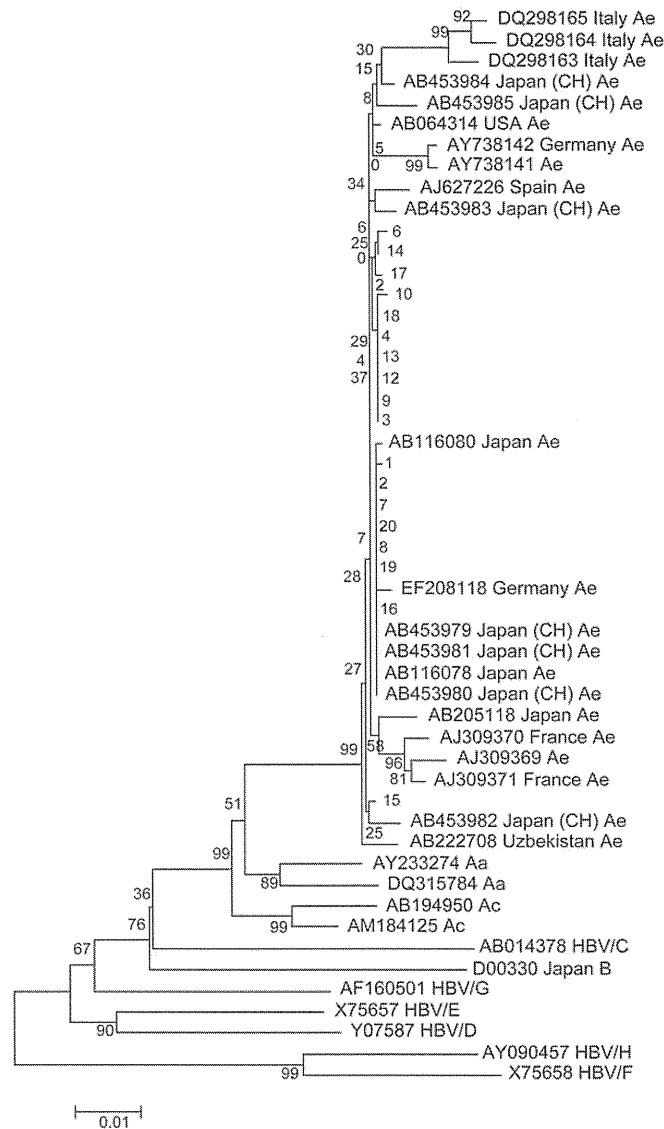 92 DQ298165 Italy Ae
99 DQ298164 Italy Ae
30 DQ298163 Italy Ae
15 AB453984 Japan (CH) Ae
8 AB453985 Japan (CH) Ae
AB064314 USA Ae
5 AY738142 Germany Ae
0 99 AY738141 Ae
34 AJ627226 Spain Ae
AB453983 Japan (CH) Ae
6 6
25 14
0 17
2 10
18
29 4
4 13
37 12
9
3
AB116080 Japan Ae
1
2
7
20
7 8
28 19
EF208118 Germany Ae
16
AB453979 Japan (CH) Ae
AB453981 Japan (CH) Ae
27 AB116078 Japan Ae
AB453980 Japan (CH) Ae
AB205118 Japan Ae
99 58 AJ309370 France Ae
96 AJ309369 Ae
81 AJ309371 France Ae
51 15
AB453982 Japan (CH) Ae
25 AB222708 Uzbekistan Ae
99 AY233274 Aa
89 DQ315784 Aa
36 AB194950 Ac
76 99 AM184125 Ac
67 AB014378 HBV/C
D00330 Japan B
AF160501 HBV/G
X75657 HBV/E
90 Y07587 HBV/D
AY090457 HBV/H
99 X75658 HBV/F
0.01